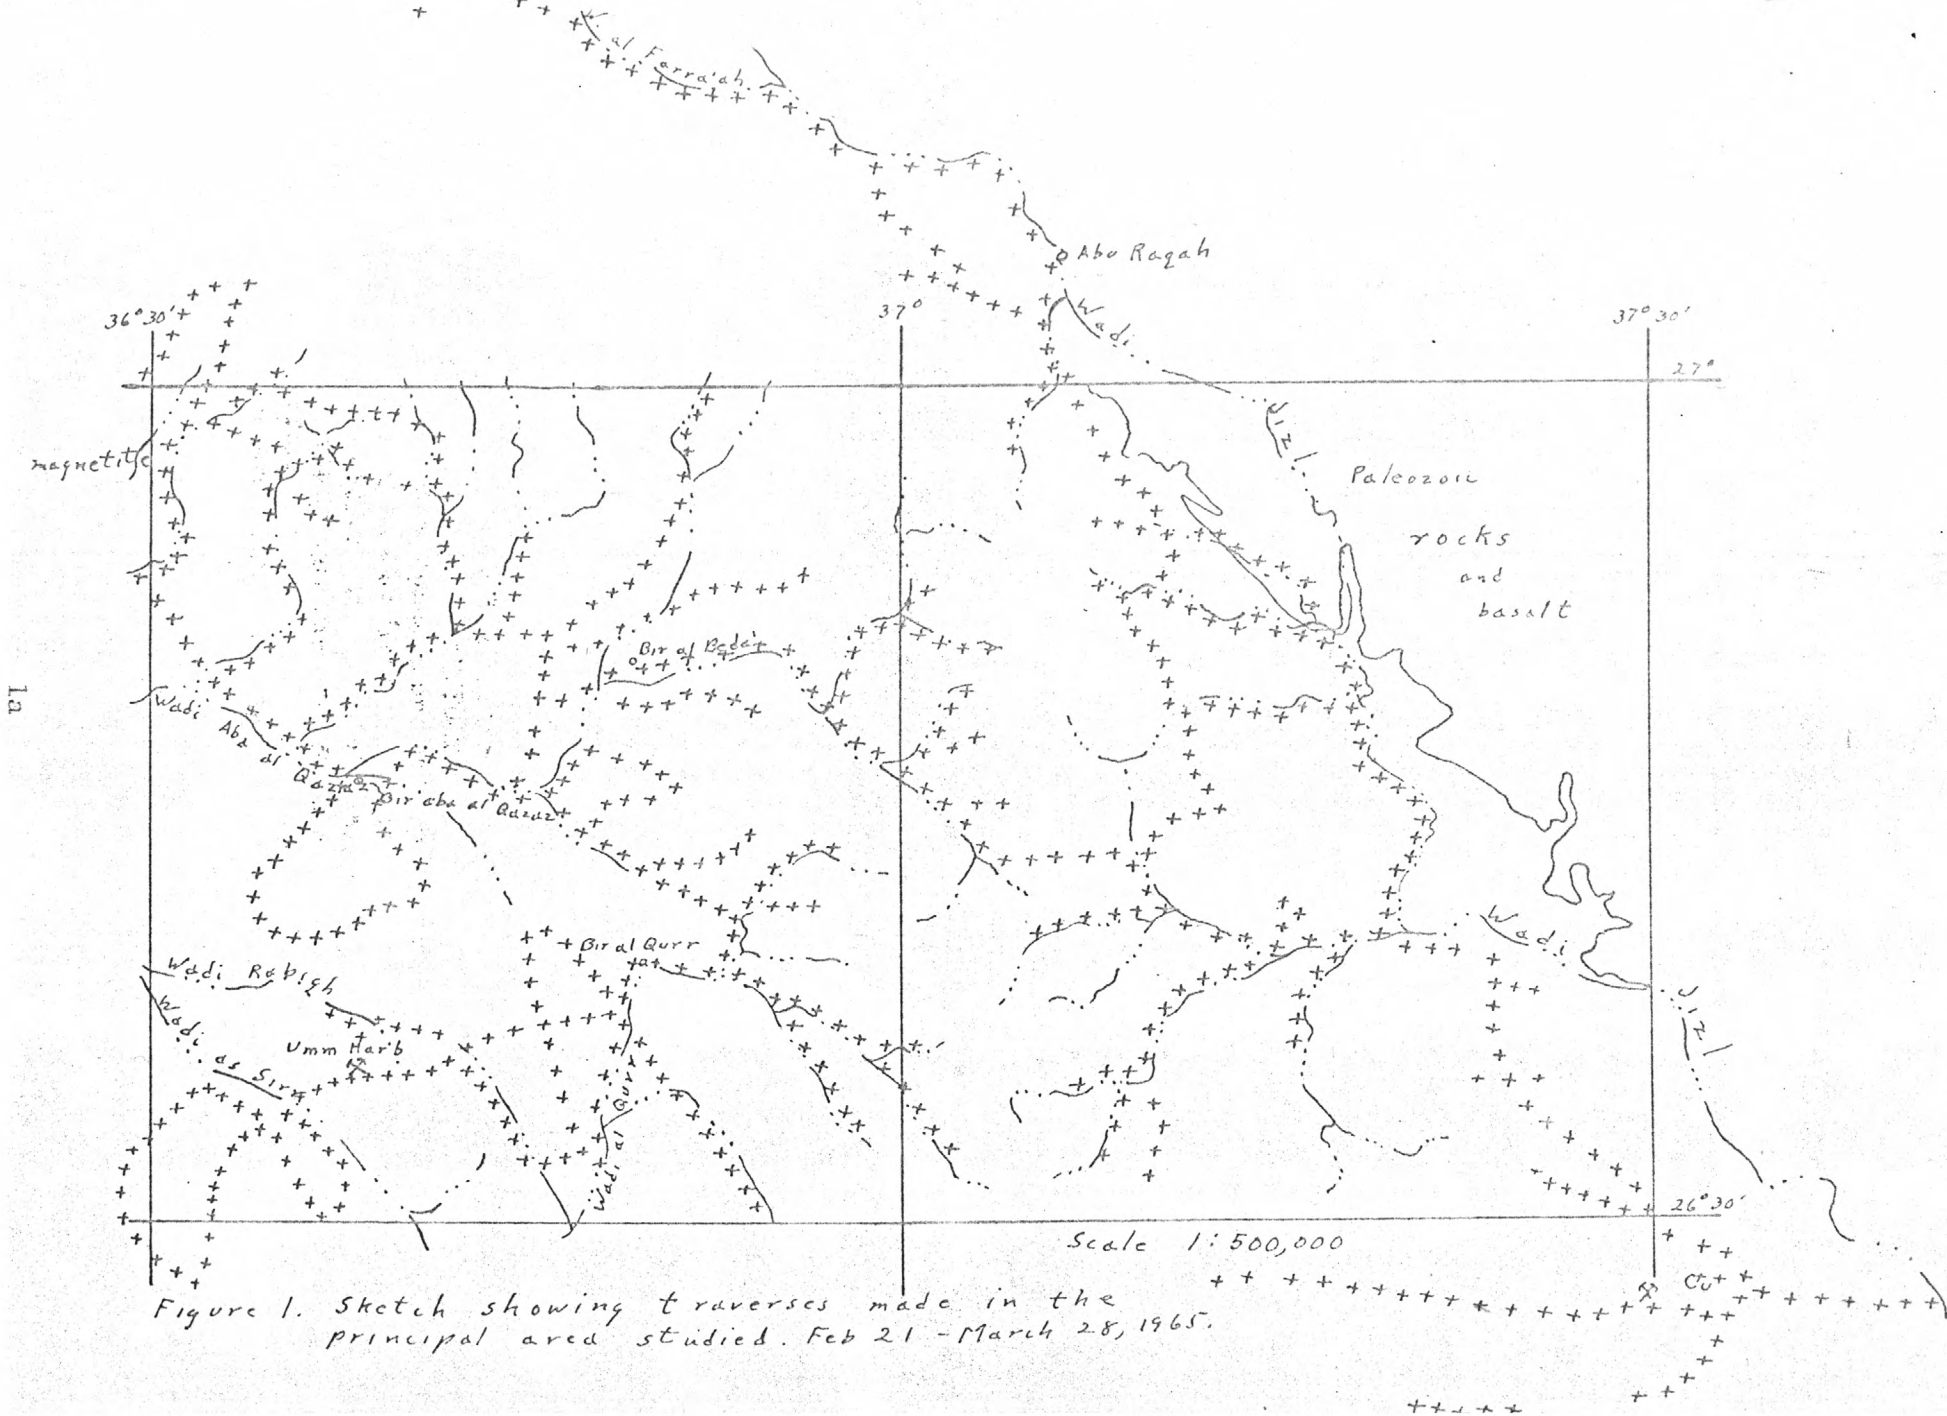 W. al Farra'ah
Abu Raqah
36°30'
37°
37°30'
Wadi
27°
Jizl
magnetite
Paleozoic
rocks
and
basalt
Bir al Beda'
1a
Wadi
Aba
al
Qazaz
Bir aba al Qazaz
Wadi
Bir al Qurr
Wadi Rabigh
Jizl
Wadi
as Sirr
Umm Harb
Wadi al Qurr
26°30'
Scale 1:500,000
Cu
Figure 1. Sketch showing traverses made in the
principal area studied. Feb 21 - March 28, 1965.